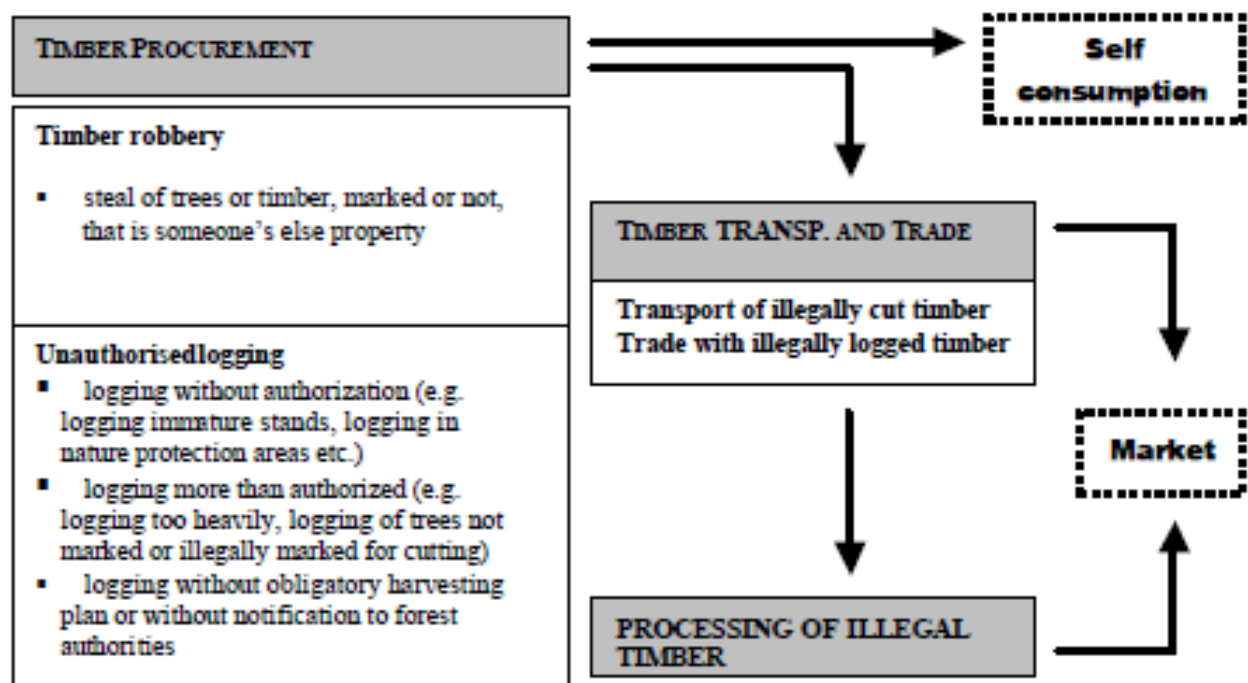 TIMBER PROCUREMENT
Timber robbery
▪ steal of trees or timber, marked or not,
that is someone's else property
Unauthorisedlogging
▪ logging without authorization (e.g.
logging immature stands, logging in
nature protection areas etc.)
▪ logging more than authorized (e.g.
logging too heavily, logging of trees not
marked or illegally marked for cutting)
▪ logging without obligatory harvesting
plan or without notification to forest
authorities
Self
consumption
TIMBER TRANSP. AND TRADE
Transport of illegally cut timber
Trade with illegally logged timber
Market
PROCESSING OF ILLEGAL
TIMBER